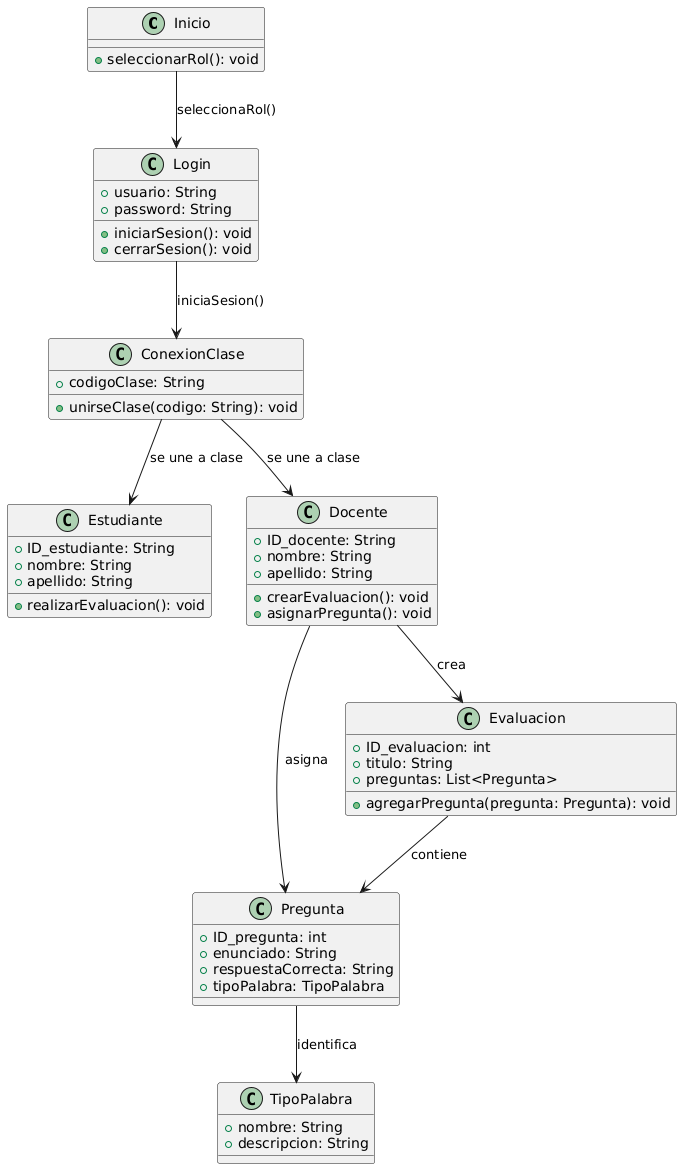 C Inicio
seleccionarRol(): void
seleccionaRol()
C Login
usuario: String
password: String
iniciarSesion(): void
cerrarSesion(): void
iniciaSesion()
C ConexionClase
codigoClase: String
unirseClase(codigo: String): void
se une a clase
se une a clase
C Estudiante
ID_estudiante: String
nombre: String
apellido: String
realizarEvaluacion(): void
C Docente
ID_docente: String
nombre: String
apellido: String
crearEvaluacion(): void
asignarPregunta(): void
crea
asigna
C Evaluacion
ID_evaluacion: int
titulo: String
preguntas: List<Pregunta>
agregarPregunta(pregunta: Pregunta): void
contiene
C Pregunta
ID_pregunta: int
enunciado: String
respuestaCorrecta: String
tipoPalabra: TipoPalabra
identifica
C TipoPalabra
nombre: String
descripcion: String